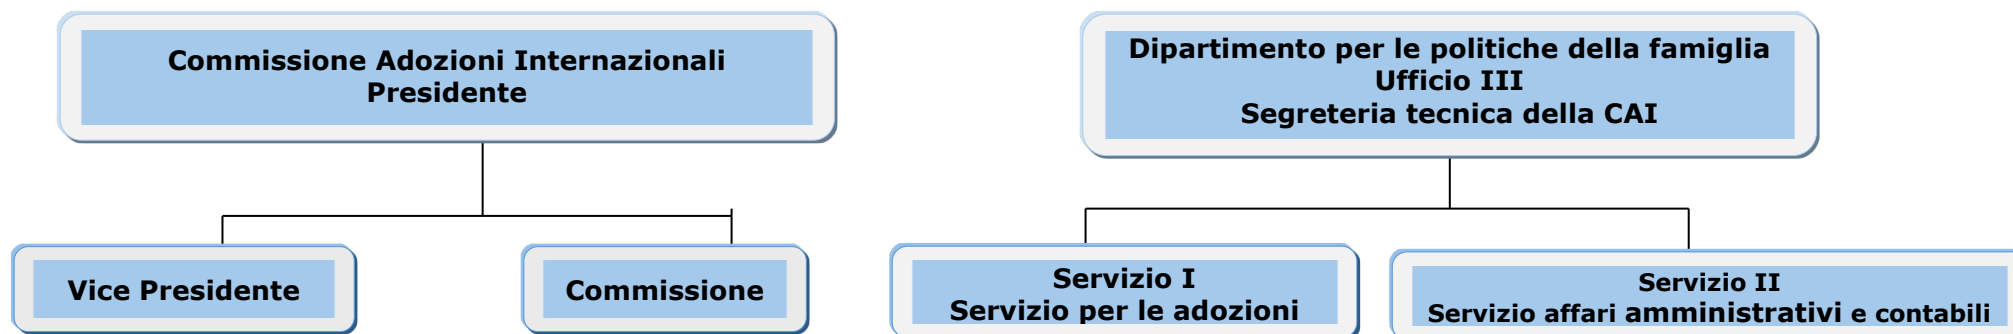 Commissione Adozioni Internazionali
Presidente
Dipartimento per le politiche della famiglia
Ufficio III
Segreteria tecnica della CAI
Vice Presidente
Commissione
Servizio I
Servizio per le adozioni
Servizio II
Servizio affari amministrativi e contabili